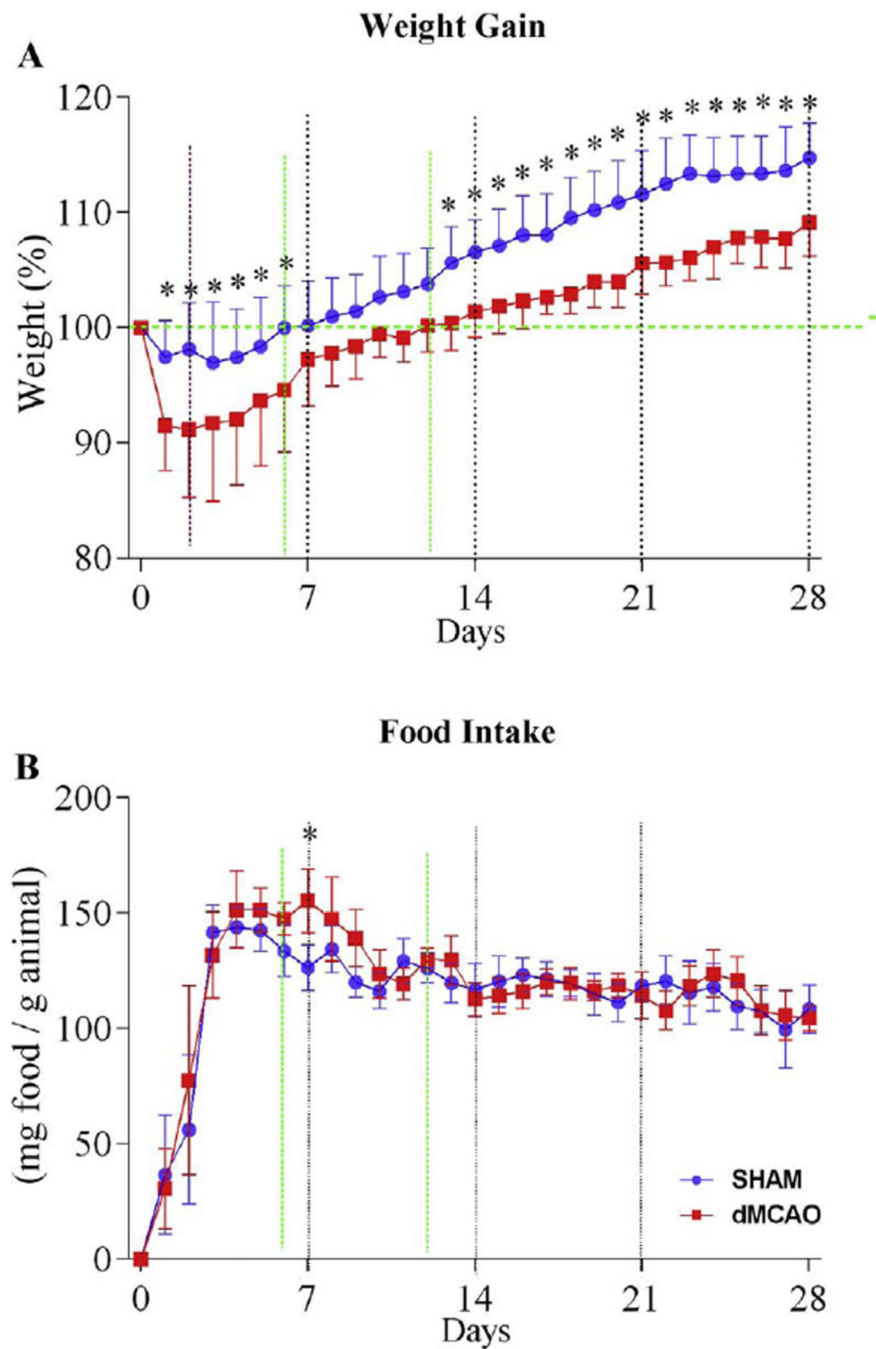 Weight Gain
A
120
* * * * * * * * * * * * * * * *
110
* * * * * *
100
90
80
Weight (%)
0 7 14 21 28
Days
Food Intake
B
200
*
150
100
50
0
(mg food / g animal)
SHAM
dMCAO
0 7 14 21 28
Days